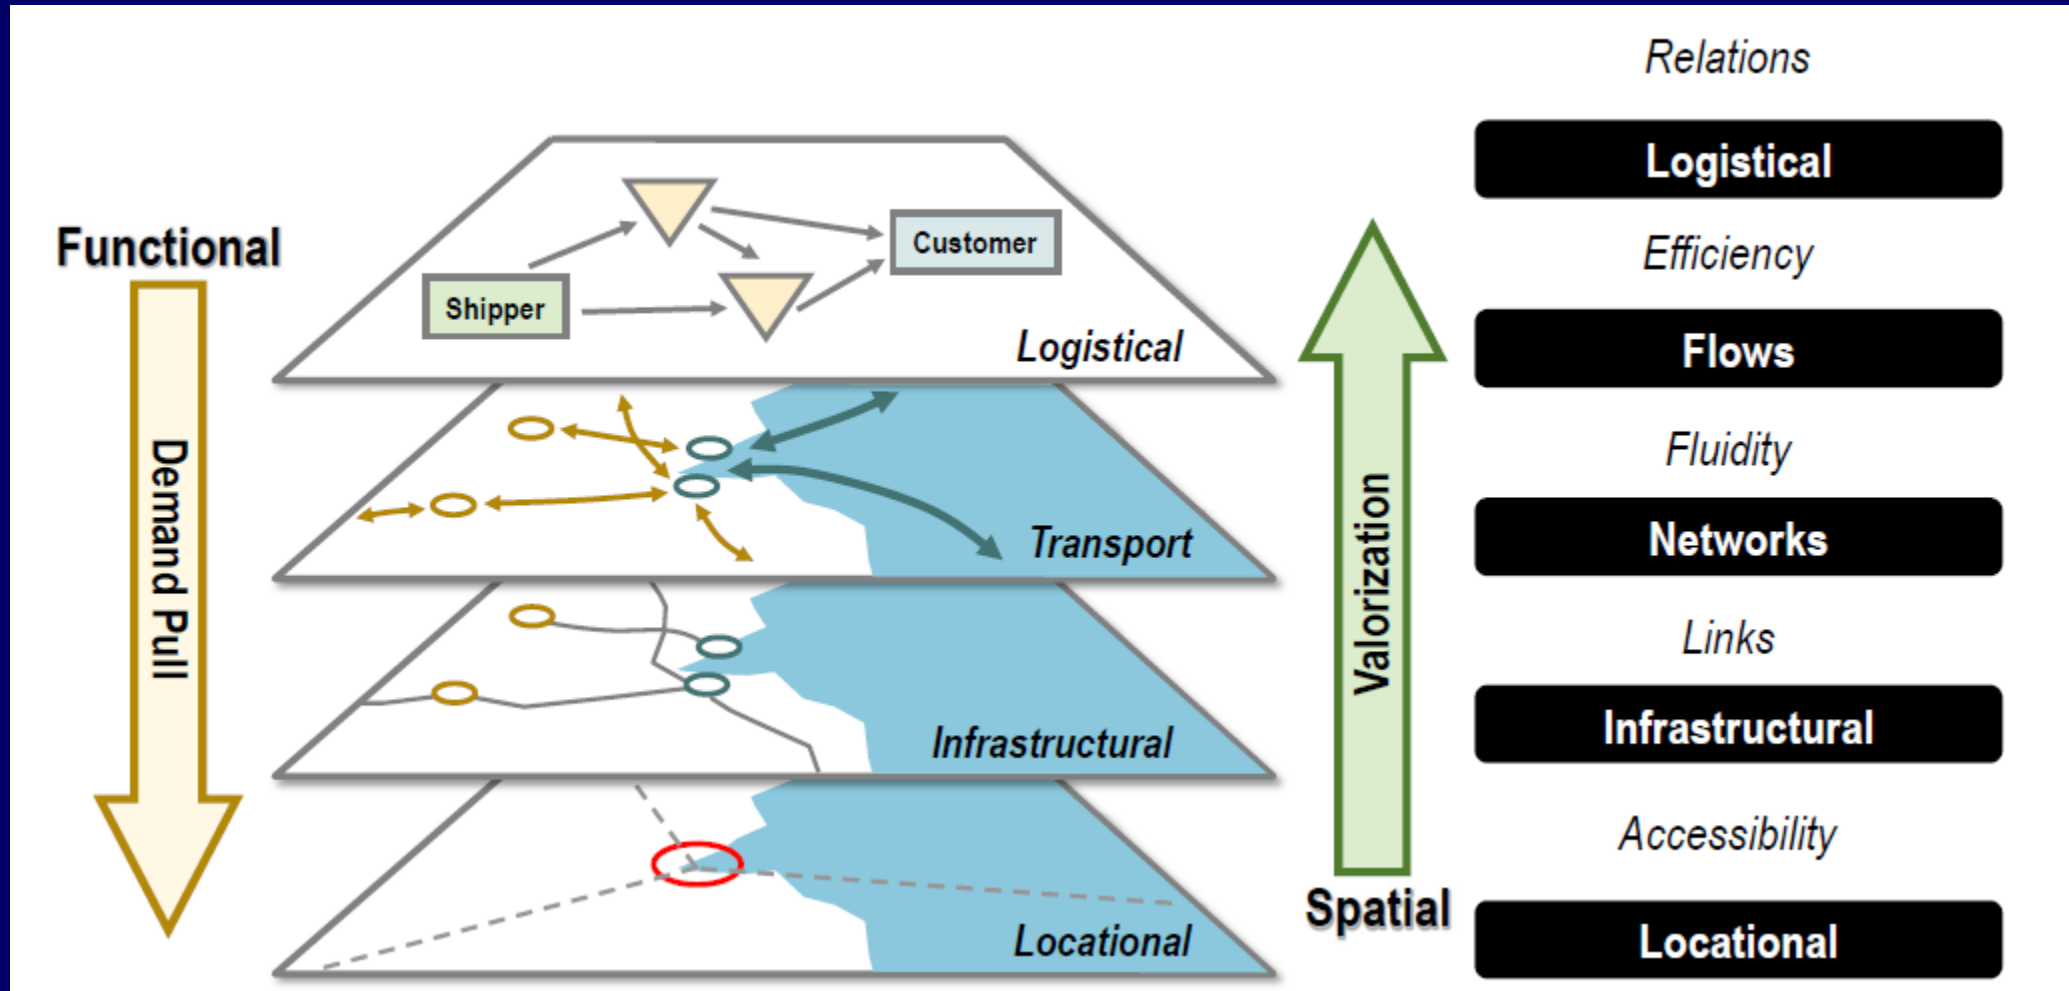 Functional
Demand Pull
Shipper
Customer
Logistical
Transport
Infrastructural
Locational
Valorization
Spatial
Relations
Logistical
Efficiency
Flows
Fluidity
Networks
Links
Infrastructural
Accessibility
Locational